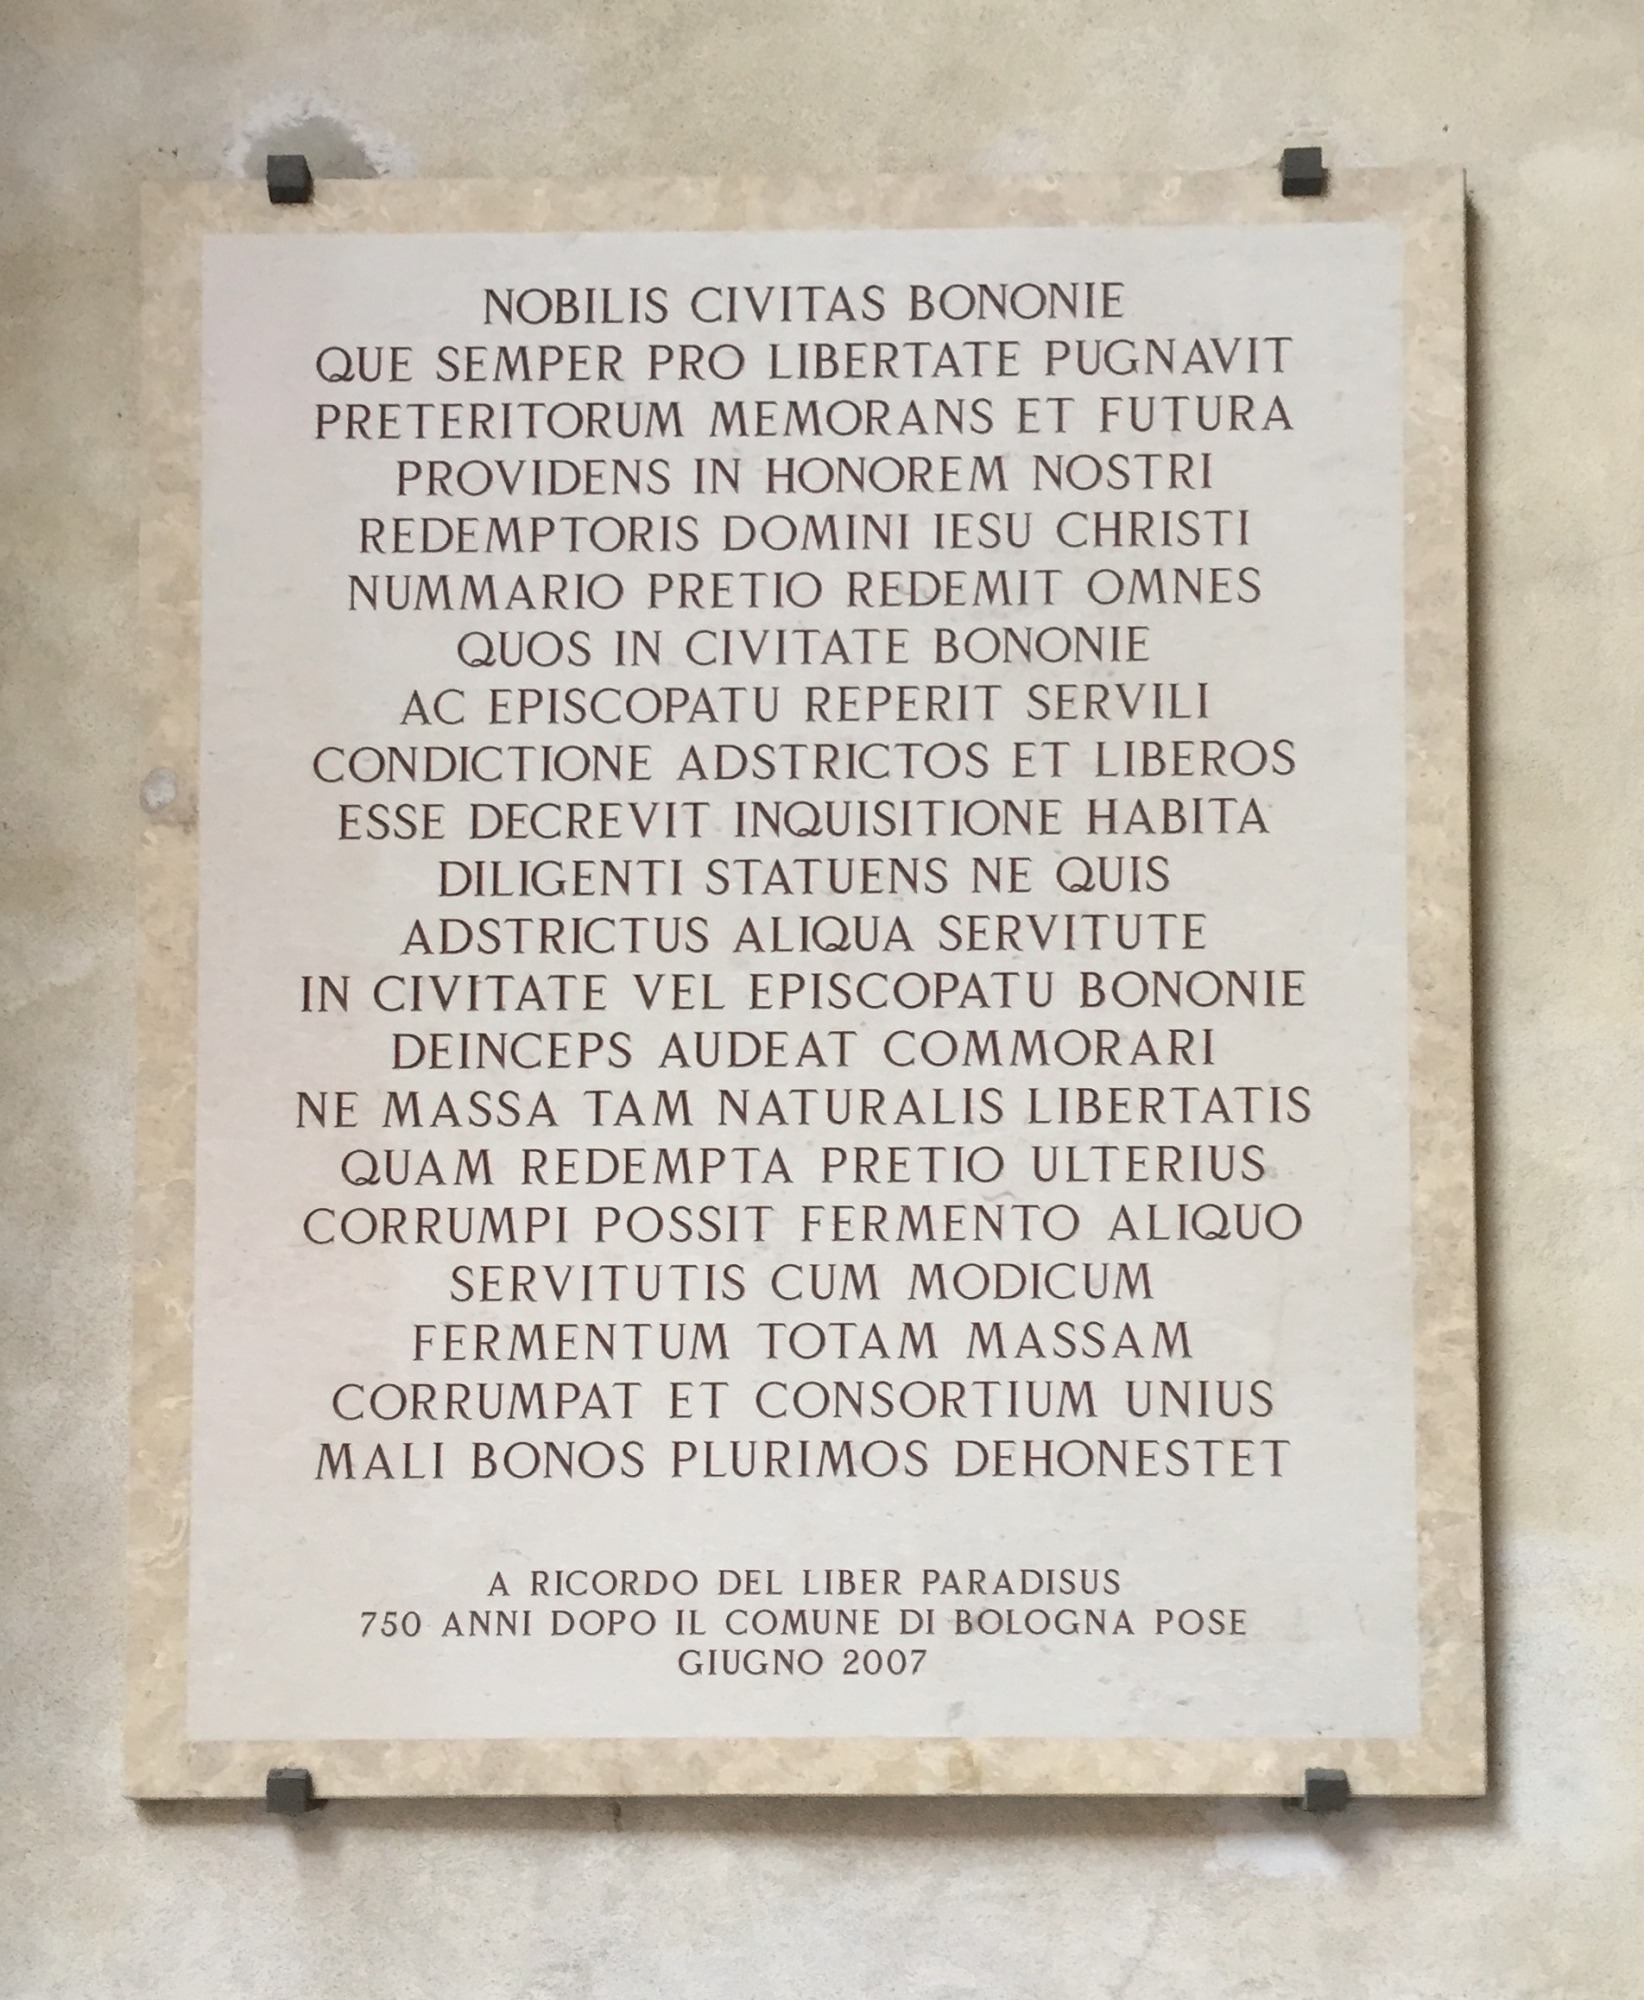 NOBILIS CIVITAS BONONIE
QUE SEMPER PRO LIBERTATE PUGNAVIT
PRETERITORUM MEMORANS ET FUTURA
PROVIDENS IN HONOREM NOSTRI
REDEMPTORIS DOMINI IESU CHRISTI
NUMMARIO PRETIO REDEMIT OMNES
QUOS IN CIVITATE BONONIE
AC EPISCOPATU REPERIT SERVILI
CONDICTIONE ADSTRICTOS ET LIBEROS
ESSE DECREVIT INQUISITIONE HABITA
DILIGENTI STATUENS NE QUIS
ADSTRICTUS ALIQUA SERVITUTE
IN CIVITATE VEL EPISCOPATU BONONIE
DEINCEPS AUDEAT COMMORARI
NE MASSA TAM NATURALIS LIBERTATIS
QUAM REDEMPTA PRETIO ULTERIUS
CORRUMPI POSSIT FERMENTO ALIQUO
SERVITUTIS CUM MODICUM
FERMENTUM TOTAM MASSAM
CORRUMPAT ET CONSORTIUM UNIUS
MALI BONOS PLURIMOS DEHONESTET
A RICORDO DEL LIBER PARADISUS
750 ANNI DOPO IL COMUNE DI BOLOGNA POSE
GIUGNO 2007